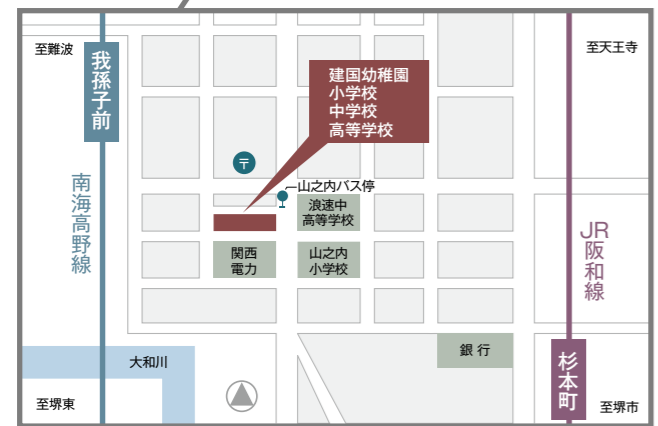 至難波
至天王寺
我孫子前
建国幼稚園
小学校
中学校
高等学校
〒
山之内バス停
南海高野線
浪速中
高等学校
JR阪和線
関西
電力
山之内
小学校
銀行
大和川
杉本町
至堺東
至堺市